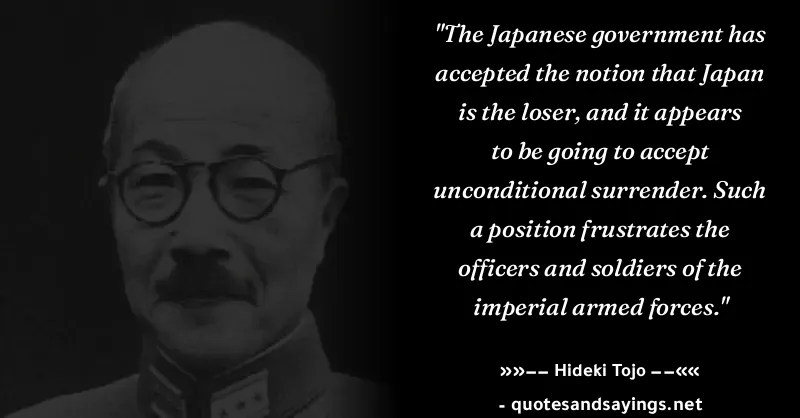 "The Japanese government has
accepted the notion that Japan
is the loser, and it appears
to be going to accept
unconditional surrender. Such
a position frustrates the
officers and soldiers of the
imperial armed forces."
»»–– Hideki Tojo ––««
- quotesandsayings.net